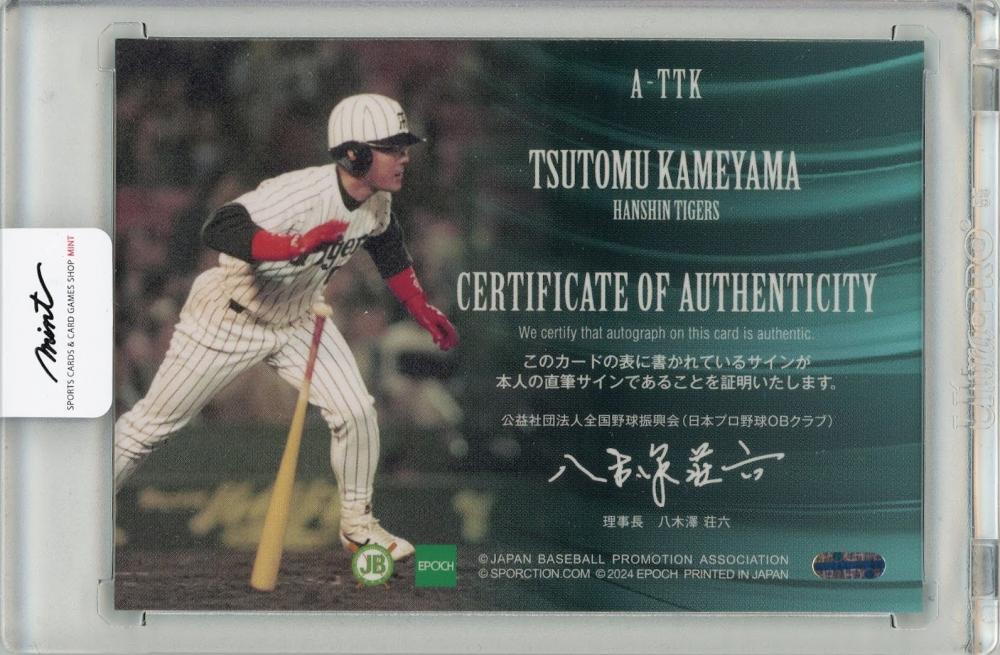 A-TTK
TSUTOMU KAMEYAMA
HANSHIN TIGERS
CERTIFICATE OF AUTHENTICITY
We certify that autograph on this card is authentic.
このカードの表に書かれているサインが
本人の直筆サインであることを証明いたします。
公益社団法人全国野球振興会(日本プロ野球OBクラブ)
八木澤荘六
理事長 八木澤 荘六
JB
EPOCH
©JAPAN BASEBALL PROMOTION ASSOCIATION
©SPORCTION.COM ©2024 EPOCH PRINTED IN JAPAN
mint
SPORTS CARDS & CARD GAMES SHOP MINT